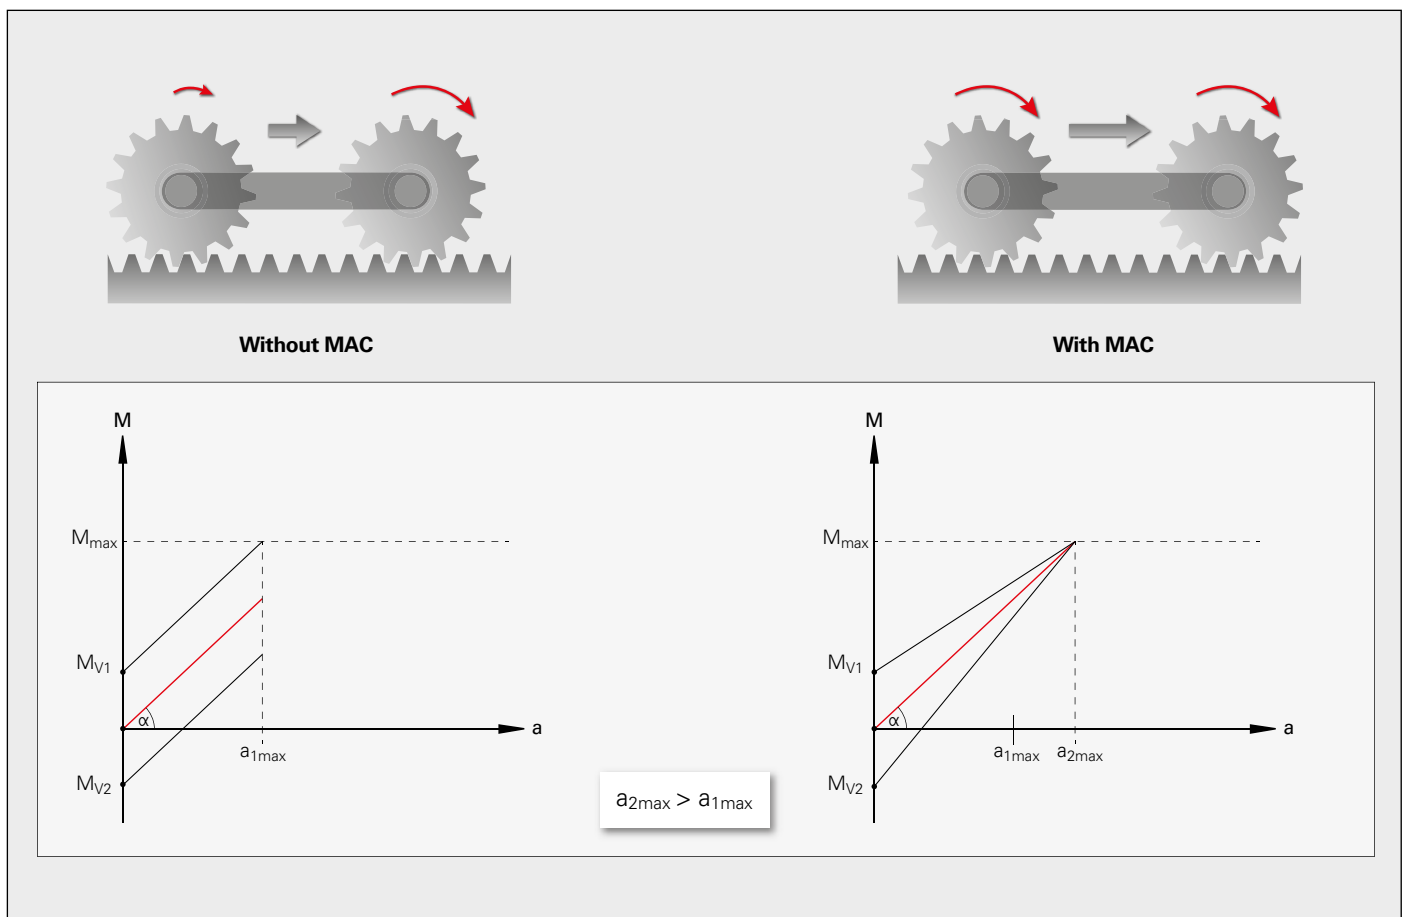 Without MAC
With MAC
M
M
Mmax
Mmax
MV1
MV1
α
a
α
a
a1max
a1max
a2max
MV2
MV2
a2max > a1max